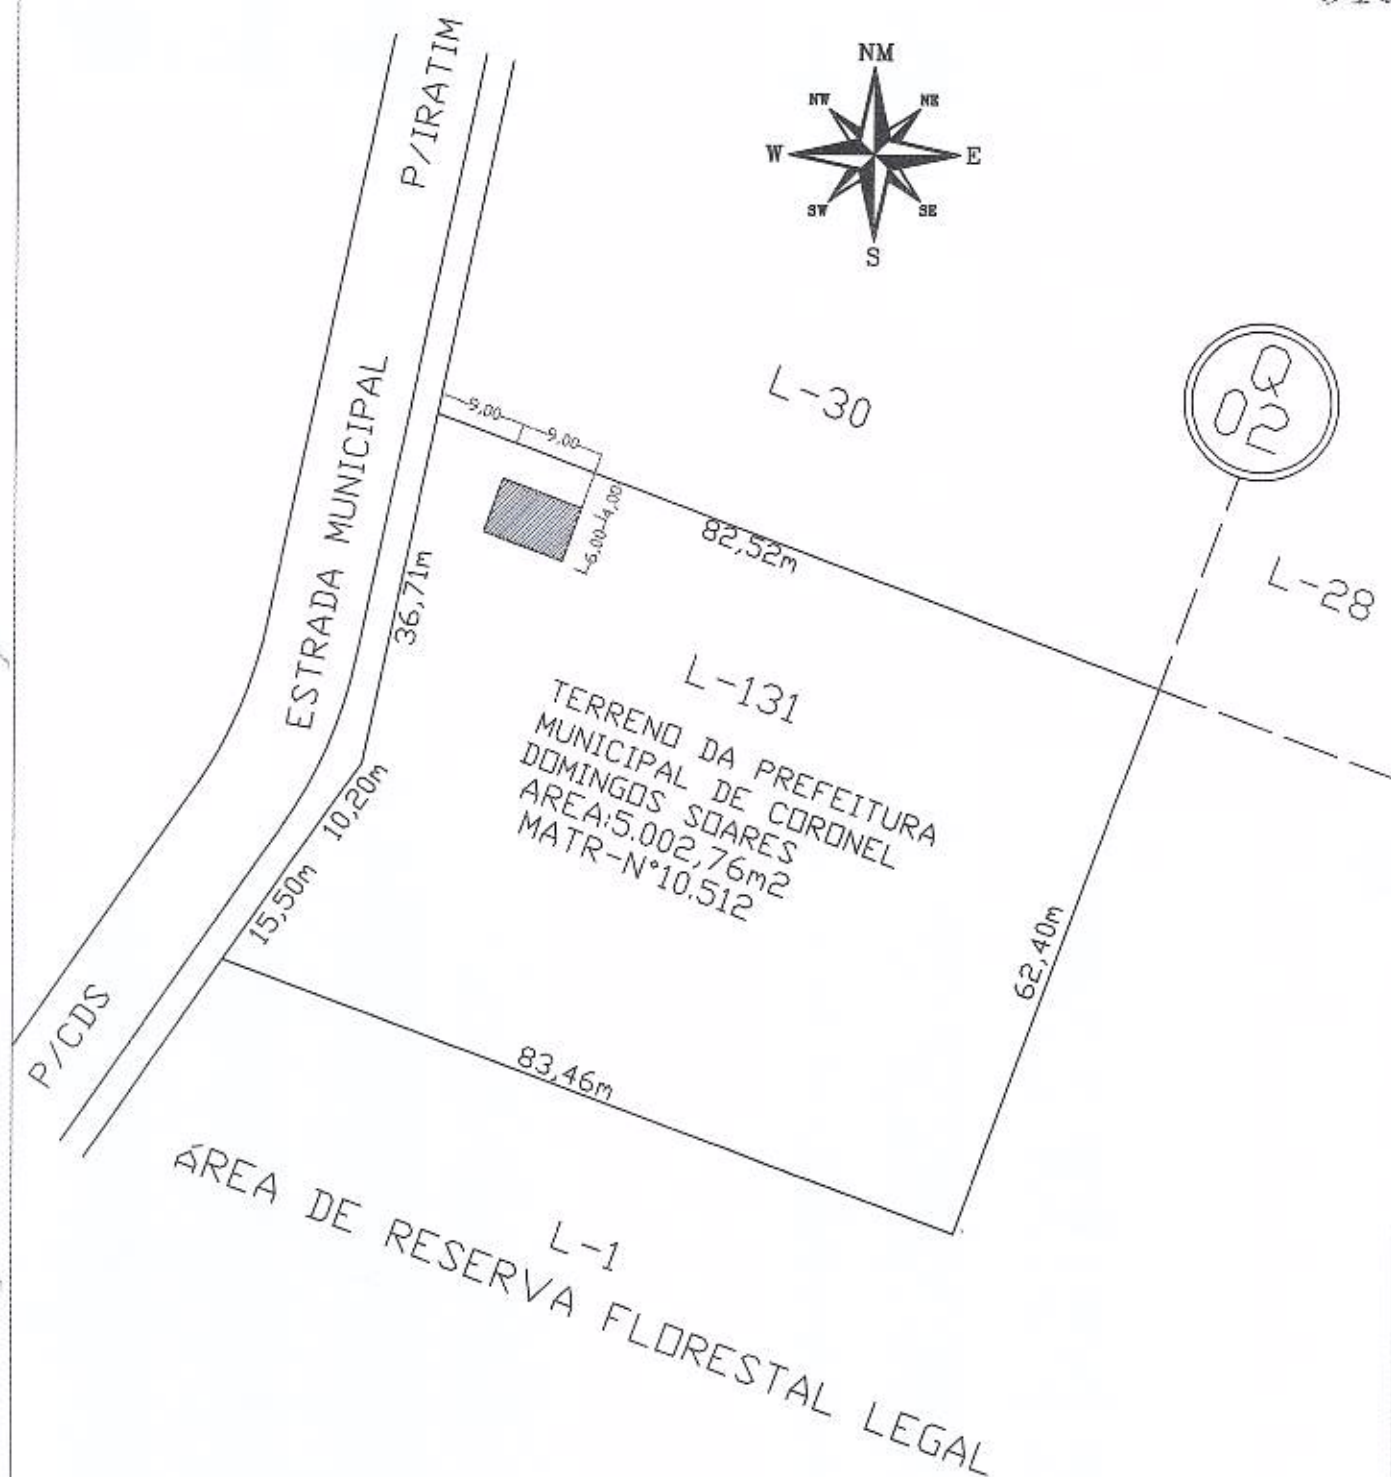 P/IRATIM
NM
NW
NE
W
E
SW
SE
S
L-30
Q
02
9,00
9,00
4,00
6,00
82,52m
L-28
ESTRADA MUNICIPAL
36,71m
L-131
TERRENO DA PREFEITURA
MUNICIPAL DE CORONEL
DOMINGOS SOARES
AREA:5.002,76m2
MATR-N°10.512
10,20m
15,50m
62,40m
P/CDS
83,46m
L-1
ÁREA DE RESERVA FLORESTAL LEGAL